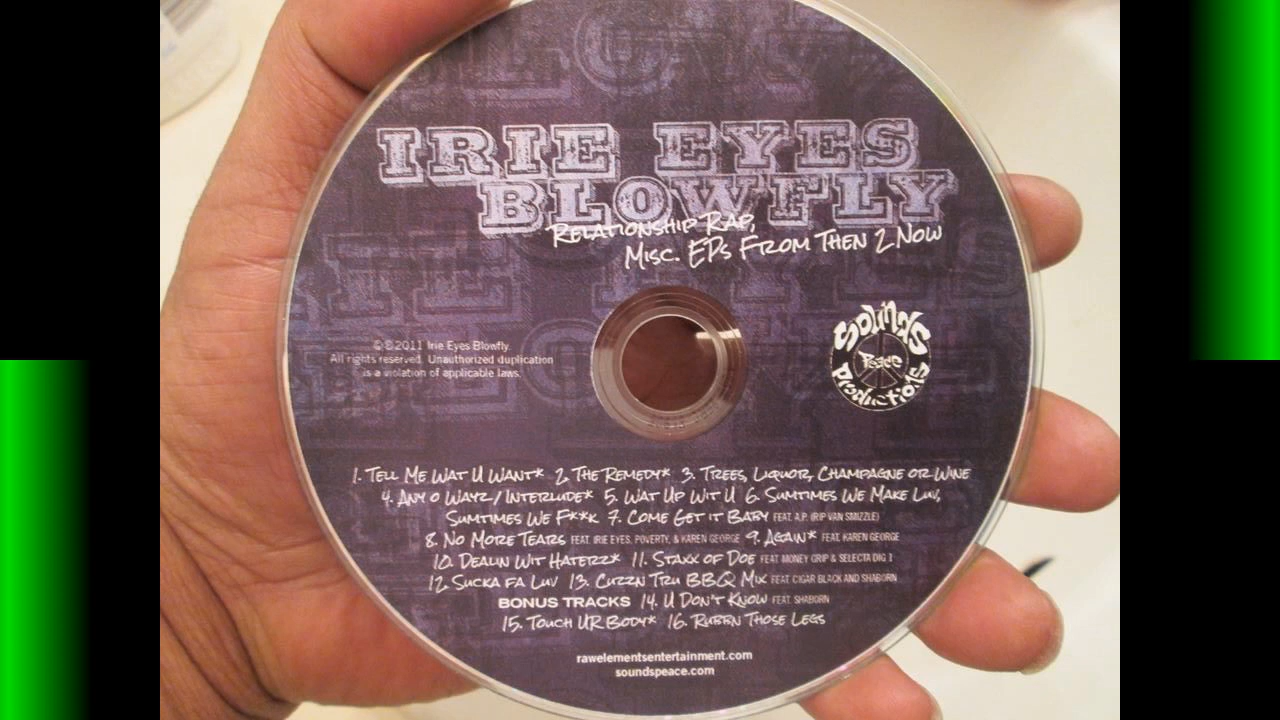 IRIE EYES
BLOWFLY
RELATIONSHIP RAP,
MISC. EPS FROM THEN 2 NOW
© ℗ 2011 Irie Eyes Blowfly.
All rights reserved. Unauthorized duplication
is a violation of applicable laws.
Sounds
Peace
Productions
1. TELL ME WAT U WANT* 2. THE REMEDY* 3. TREES, LIQUOR, CHAMPAGNE OR WINE
4. ANY O WAYZ / INTERLUDE* 5. WAT UP WIT U 6. SUMTIMES WE MAKE LUV,
SUMTIMES WE F**K 7. COME GET IT BABY FEAT. A.P. (RIP VAN SMIZZLE)
8. NO MORE TEARS FEAT IRIE EYES, POVERTY, & KAREN GEORGE 9. AGAIN* FEAT. KAREN GEORGE
10. DEALIN WIT HATERZZ* 11. STAXX OF DOE FEAT MONEY GRIP & SELECTA DIG 1
12. SUCKA FA LUV 13. CUZZN TRU BBQ MIX FEAT CIGAR BLACK AND SHABORN
BONUS TRACKS 14. U DON'T KNOW FEAT. SHABORN
15. TOUCH UR BODY* 16. RUBBN THOSE LEGS
rawelementsentertainment.com
soundspeace.com